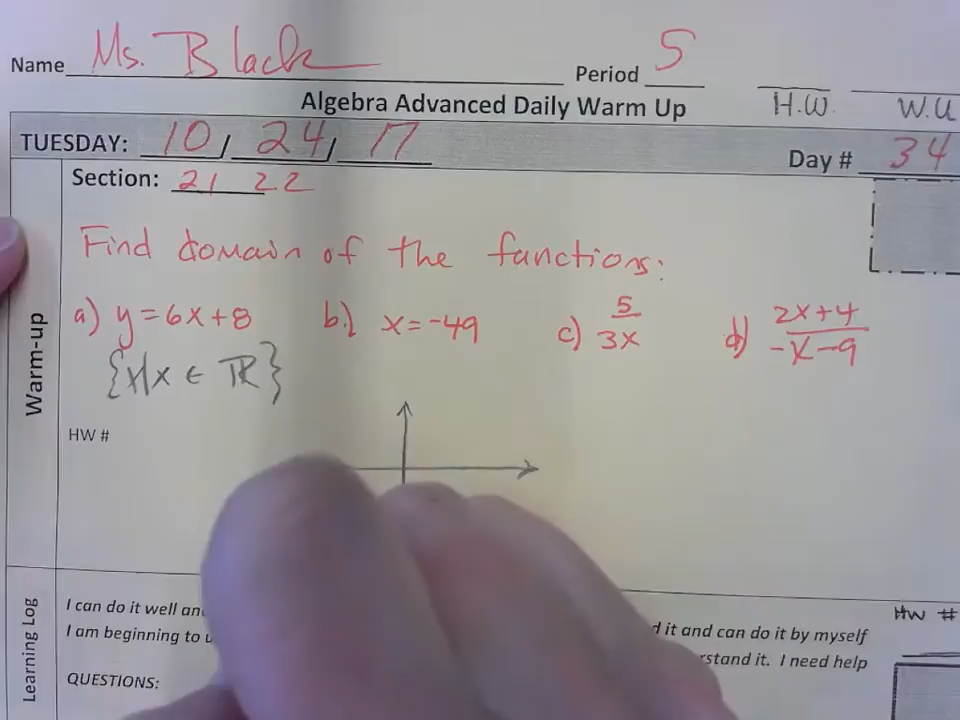 Name Ms. Black Period 5
H.W. W.U
Algebra Advanced Daily Warm Up
TUESDAY: 10/24/17 Day # 34
Section: 21 2.2
Warm-up
Find domain of the functions:
a) y=6x+8 b.) x=-49 c) 5/3x d) 2x+4/-x-9
{x|x ∈ ℝ}
HW #
Learning Log
I can do it well an
d it and can do it by myself
HW #
I am beginning to u
rstand it. I need help
QUESTIONS: